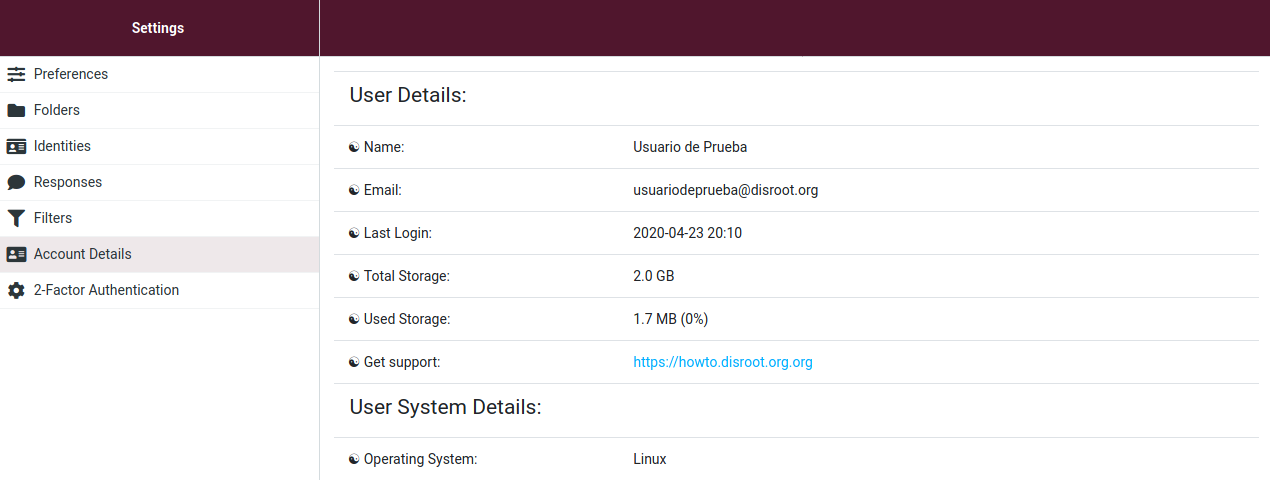 Settings
Preferences
Folders
Identities
Responses
Filters
Account Details
2-Factor Authentication
User Details:
Name: Usuario de Prueba
Email: usuariodeprueba@disroot.org
Last Login: 2020-04-23 20:10
Total Storage: 2.0 GB
Used Storage: 1.7 MB (0%)
Get support: https://howto.disroot.org.org
User System Details:
Operating System: Linux